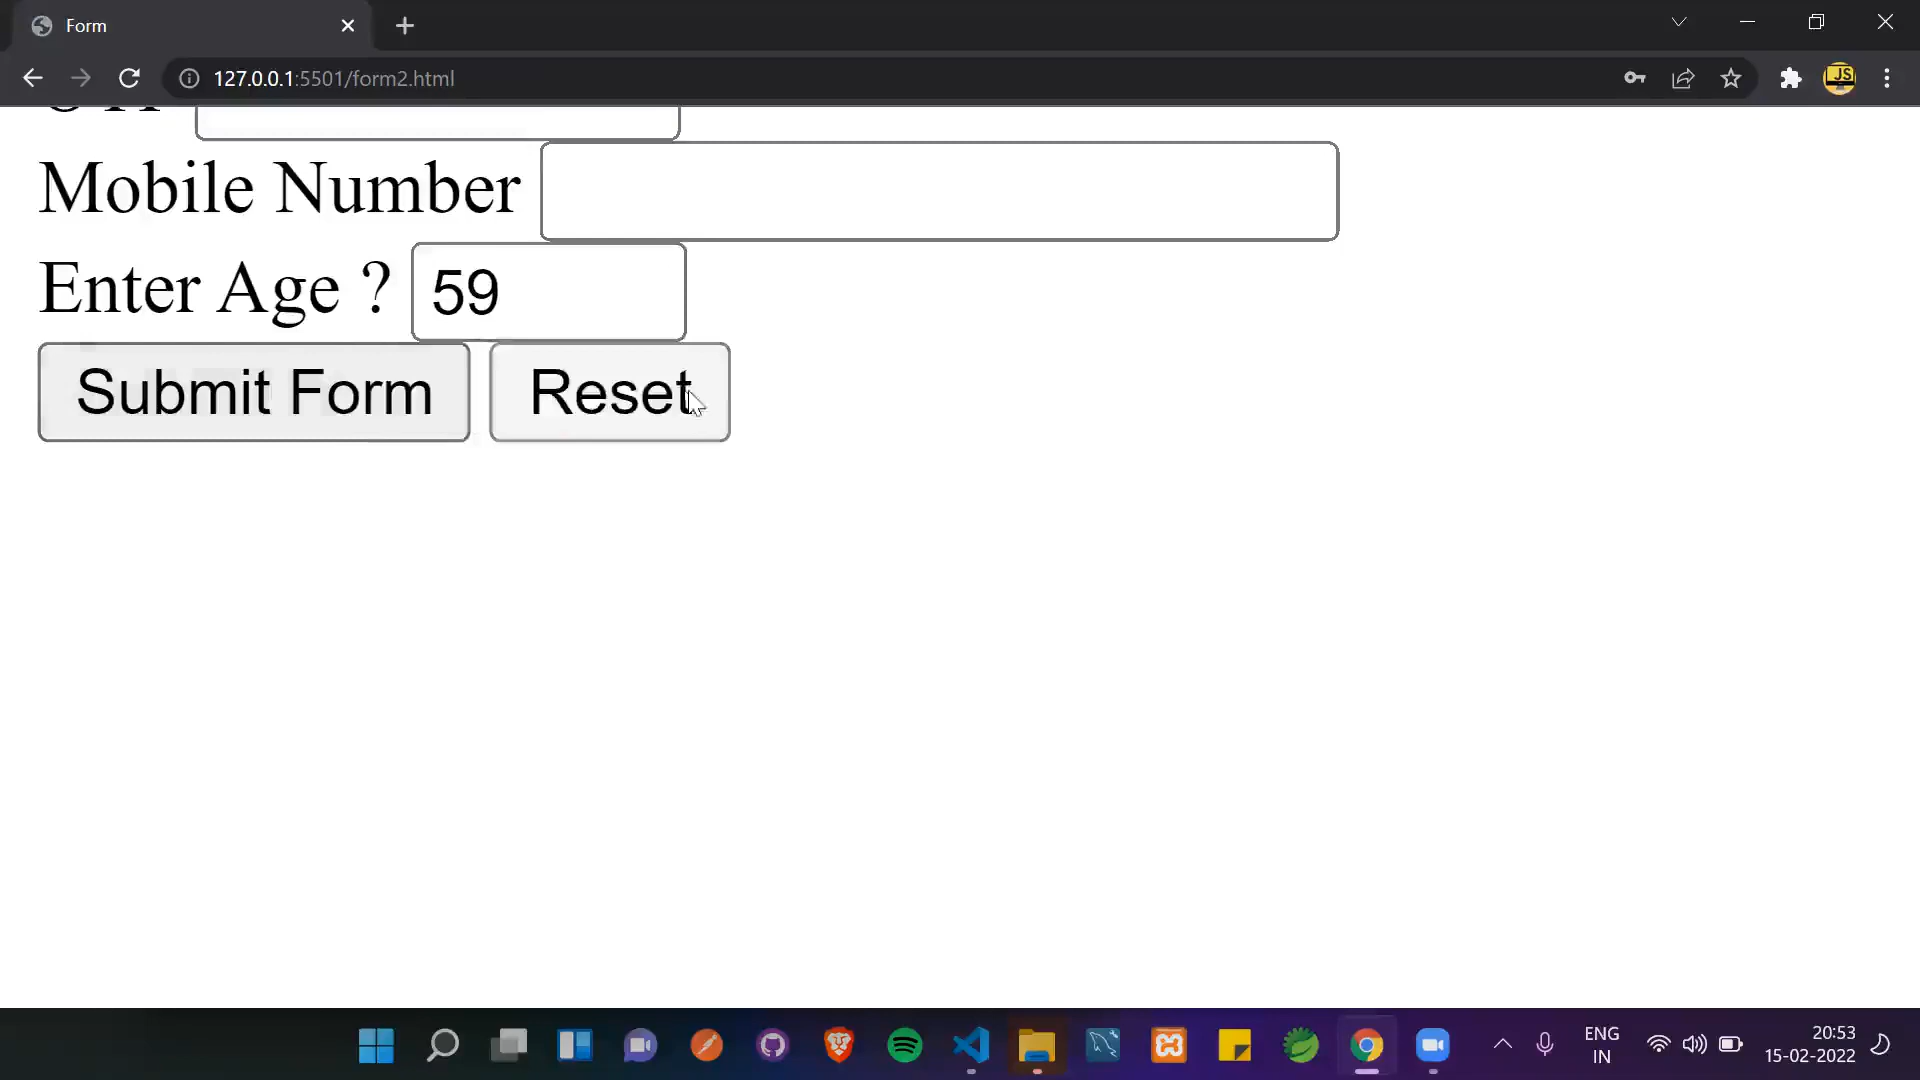 Form
127.0.0.1:5501/form2.html
JS
Mobile Number
Enter Age ? 59
Submit Form Reset
ENG
IN
20:53
15-02-2022